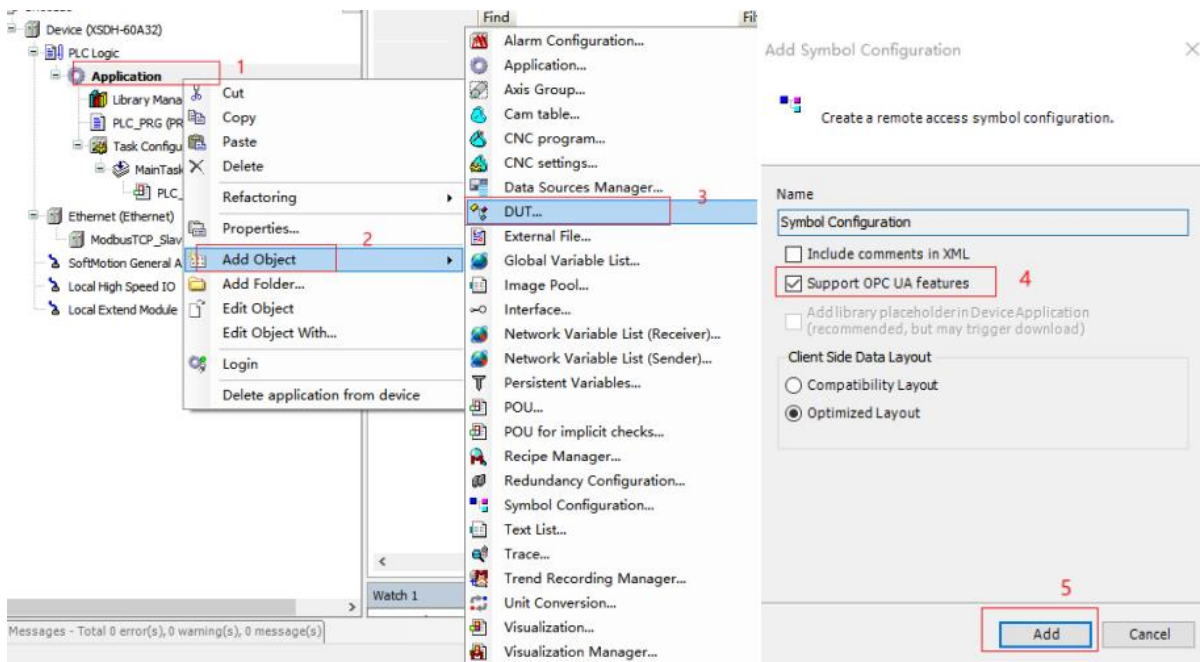 Device (XSDH-60A32)
PLC Logic
Application
1
Library Mana
PLC_PRG (PR
Task Configu
MainTask
PLC_
Ethernet (Ethernet)
ModbusTCP_Slav
SoftMotion General A
Local High Speed IO
Local Extend Module
Messages - Total 0 error(s), 0 warning(s), 0 message(s)
Cut
Copy
Paste
Delete
Refactoring
Properties...
2
Add Object
Add Folder...
Edit Object
Edit Object With...
Login
Delete application from device
Watch 1
Find
Fil
Alarm Configuration...
Application...
Axis Group...
Cam table...
CNC program...
CNC settings...
Data Sources Manager...
3
DUT...
External File...
Global Variable List...
Image Pool...
Interface...
Network Variable List (Receiver)...
Network Variable List (Sender)...
Persistent Variables...
POU...
POU for implicit checks...
Recipe Manager...
Redundancy Configuration...
Symbol Configuration...
Text List...
Trace...
Trend Recording Manager...
Unit Conversion...
Visualization...
Visualization Manager...
Add Symbol Configuration
Create a remote access symbol configuration.
Name
Symbol Configuration
Include comments in XML
Support OPC UA features
4
Add library placeholder in Device Application
(recommended, but may trigger download)
Client Side Data Layout
Compatibility Layout
Optimized Layout
5
Add
Cancel